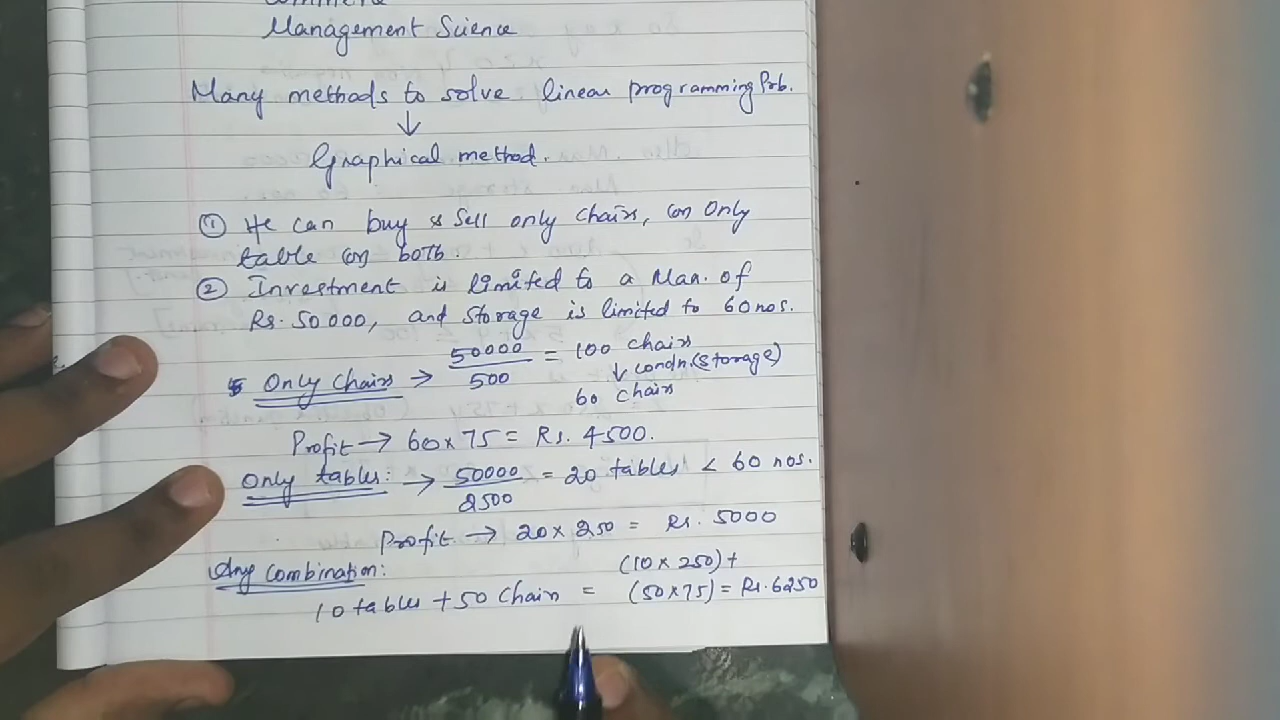 Management Science
Many methods to solve linear programming Prb.
↓
Graphical method.
① He can buy & sell only chairs, (or) only
table (or) both.
② Investment is limited to a Max. of
Rs. 50000, and storage is limited to 60 nos.
Only chairs → 50000/500 = 100 chairs
↓ condn.(storage)
60 chairs
Profit → 60 x 75 = Rs. 4500.
Only tables: → 50000/2500 = 20 tables < 60 nos.
Profit → 20 x 250 = Rs. 5000
Any combination:
10 tables + 50 chairs = (10 x 250) +
(50 x 75) = Rs. 6250